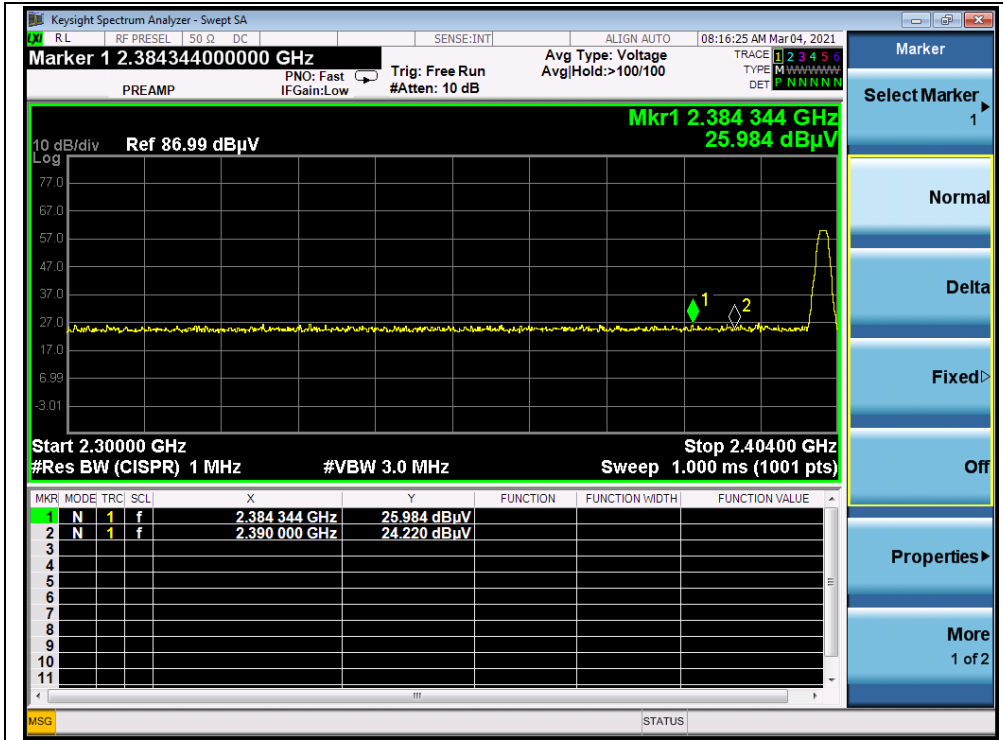 Keysight Spectrum Analyzer - Swept SA
LXI RL RF PRESEL 50 Ω DC SENSE:INT ALIGN AUTO 08:16:25 AM Mar 04, 2021
Marker 1 2.384344000000 GHz
PREAMP
PNO: Fast
IFGain:Low
Trig: Free Run
#Atten: 10 dB
Avg Type: Voltage
Avg|Hold:>100/100
TRACE 1 2 3 4 5 6
TYPE M W W W W W
DET P N N N N N
Mkr1 2.384 344 GHz
25.984 dBµV
10 dB/div Ref 86.99 dBµV
Log
77.0
67.0
57.0
47.0
37.0
27.0
17.0
6.99
-3.01
1
2
Start 2.30000 GHz Stop 2.40400 GHz
#Res BW (CISPR) 1 MHz #VBW 3.0 MHz Sweep 1.000 ms (1001 pts)
MKR MODE TRC SCL X Y FUNCTION FUNCTION WIDTH FUNCTION VALUE
1 N 1 f 2.384 344 GHz 25.984 dBµV
2 N 1 f 2.390 000 GHz 24.220 dBµV
3
4
5
6
7
8
9
10
11
MSG STATUS
Marker
Select Marker
1
Normal
Delta
Fixed
Off
Properties
More
1 of 2